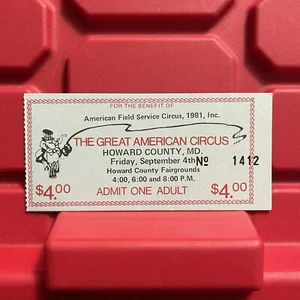 FOR THE BENEFIT OF
American Field Service Circus, 1981, Inc.
THE GREAT AMERICAN CIRCUS
HOWARD COUNTY, MD.
Friday, September 4th No 1412
Howard County Fairgrounds
4:00, 6:00 and 8:00 P.M.
$4.00 ADMIT ONE ADULT $4.00